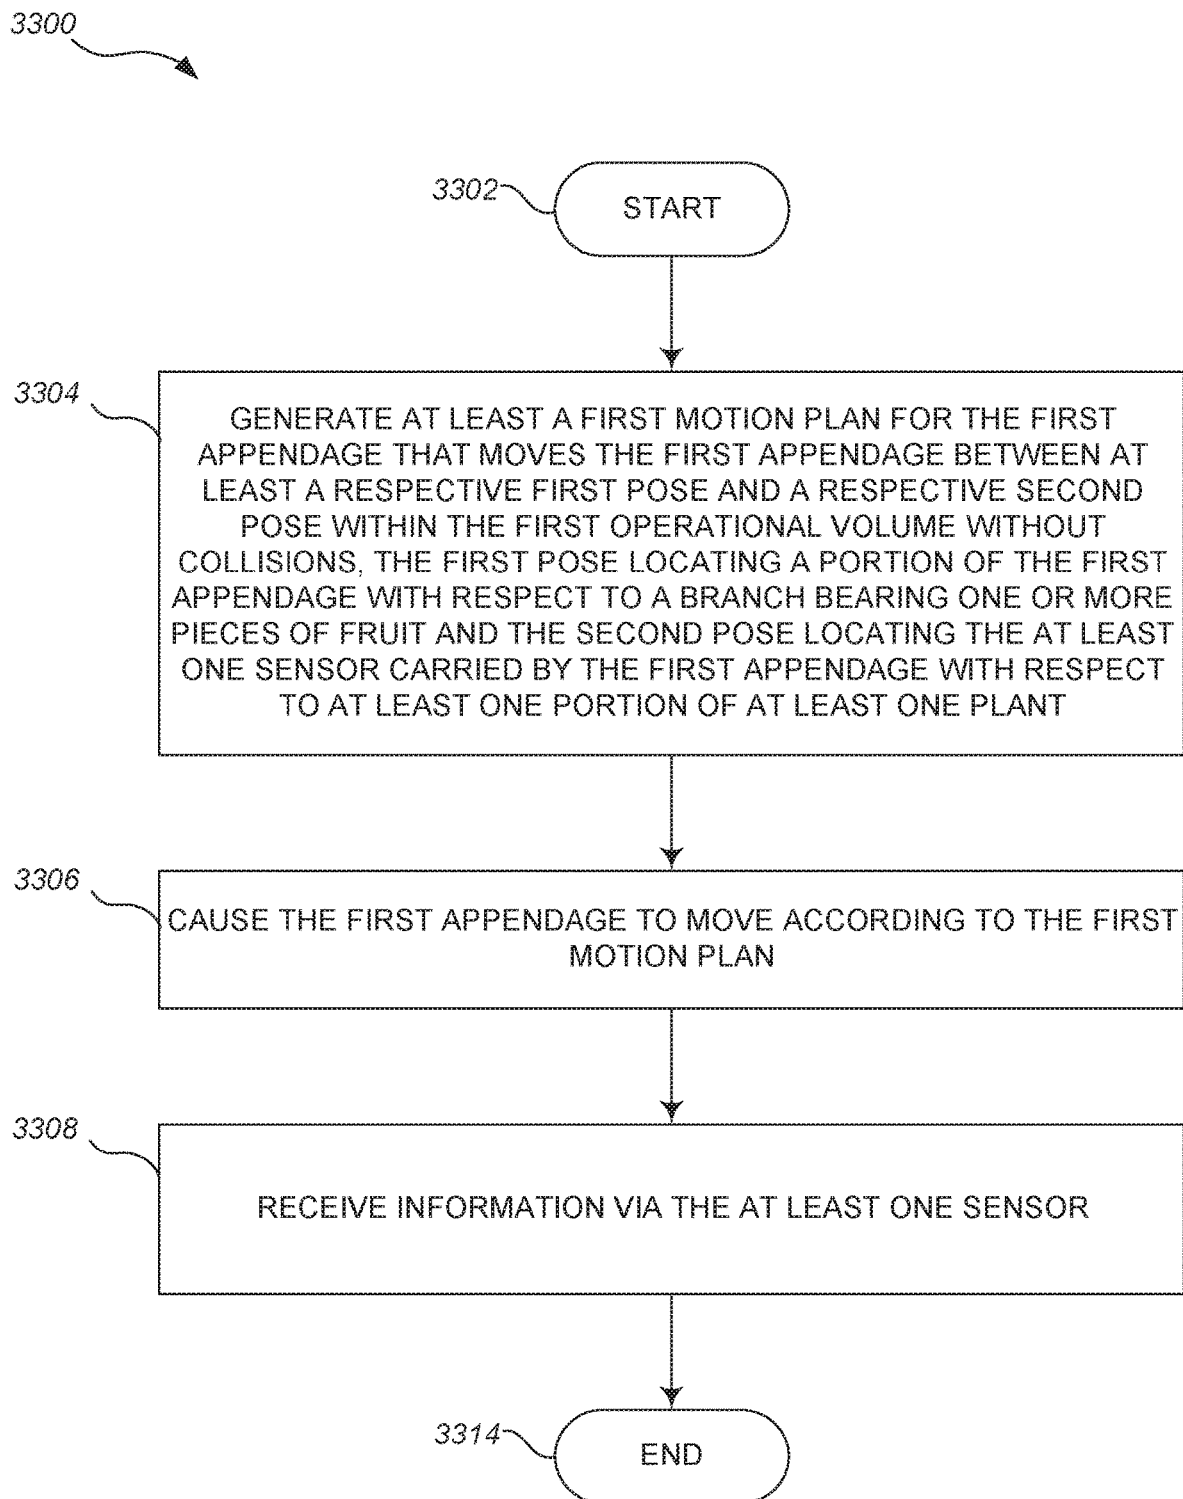 3300
3302
START
3304
GENERATE AT LEAST A FIRST MOTION PLAN FOR THE FIRST
APPENDAGE THAT MOVES THE FIRST APPENDAGE BETWEEN AT
LEAST A RESPECTIVE FIRST POSE AND A RESPECTIVE SECOND
POSE WITHIN THE FIRST OPERATIONAL VOLUME WITHOUT
COLLISIONS, THE FIRST POSE LOCATING A PORTION OF THE FIRST
APPENDAGE WITH RESPECT TO A BRANCH BEARING ONE OR MORE
PIECES OF FRUIT AND THE SECOND POSE LOCATING THE AT LEAST
ONE SENSOR CARRIED BY THE FIRST APPENDAGE WITH RESPECT
TO AT LEAST ONE PORTION OF AT LEAST ONE PLANT
3306
CAUSE THE FIRST APPENDAGE TO MOVE ACCORDING TO THE FIRST
MOTION PLAN
3308
RECEIVE INFORMATION VIA THE AT LEAST ONE SENSOR
3314
END